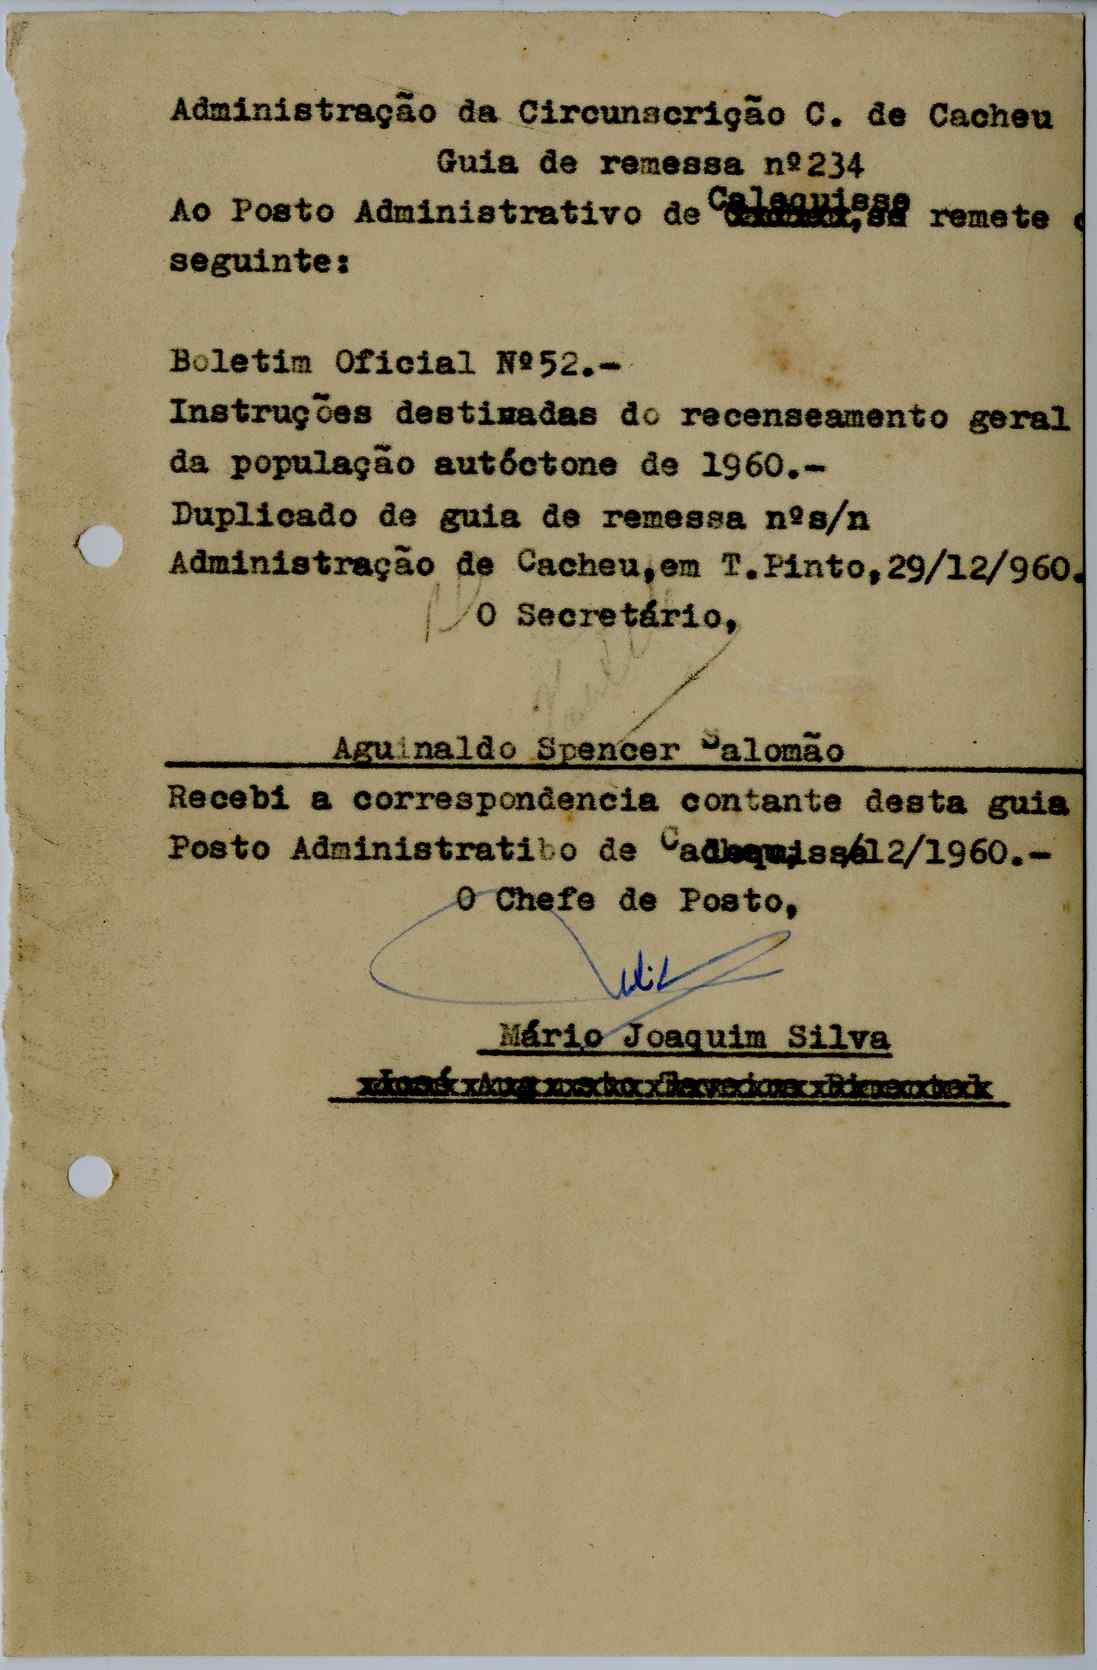 Administração da Circunscrição C. de Cacheu
Guia de remessa nº234
Ao Posto Administrativo de Calequisse remete
seguinte:
Boletim Oficial Nº52.-
Instruções destinadas do recenseamento geral
da população autóctone de 1960.-
Duplicado de guia de remessa nºs/n
Administração de Cacheu,em T.Pinto,29/12/960.
O Secretário,
Aguinaldo Spencer Salomão
Recebi a correspondencia contante desta guia
Posto Administratibo de 12/1960.-
O Chefe de Posto,
Mário Joaquim Silva